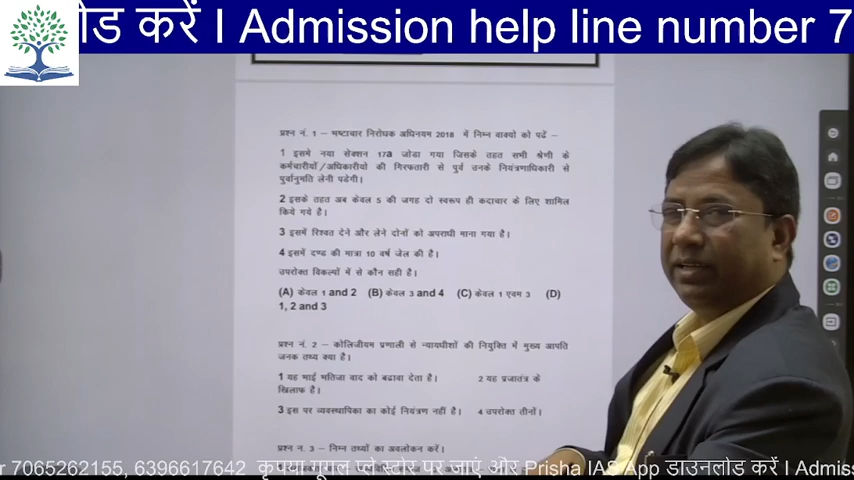 ोड करें I Admission help line number 7
प्रश्न नं. 1 – भष्टाचार निरोधक अधिनयम 2018 में निम्न वाक्यो को पढें –
1 इसमे नया सेक्शन 17a जोडा गया जिसके तहत सभी श्रेणी के
कर्मचारीयों/अधिकारीयो की गिरफतारी से पुर्व उनके नियंत्रणाधिकारी से
पुर्वानुमति लेनी पडेगी।
2 इसके तहत अब केवल 5 की जगह दो स्वरूप ही कदाचार के लिए शामिल
किये गये है।
3 इसमें रिश्वत देने और लेने दोनों को अपराधी माना गया है।
4 इसमें दण्ड की मात्रा 10 वर्ष जेल की है।
उपरोक्त विकल्पों में से कौन सही है।
(A) केवल 1 and 2 (B) केवल 3 and 4 (C) केवल 1 एवम 3 (D)
1, 2 and 3
प्रश्न नं. 2 – कोलिजीयम प्रणाली से न्यायधीशों की नियुक्ति में मुख्य आपति
जनक तथ्य क्या है।
1 यह भाई भतिजा वाद को बढावा देता है। 2 यह प्रजातंत्र के
खिलाफ है।
3 इस पर व्यवस्थापिका का कोई नियंत्रण नहीं है। 4 उपरोक्त तीनों।
प्रश्न नं. 3 – निम्न तथ्यों का अवलोकन करें।
r 7065262155, 6396617642 कृपया गूगल प्ले स्टोर पर जाएं और Prisha IAS App डाउनलोड करें I Admiss